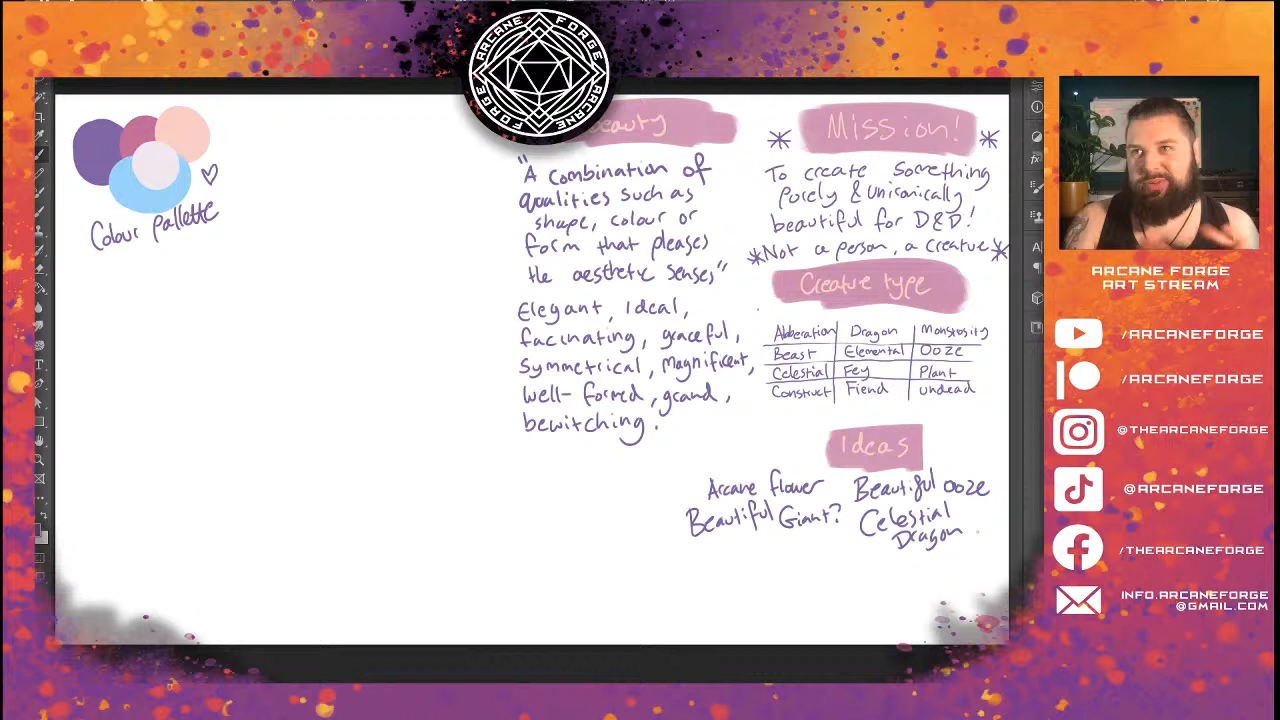 ARCANE FORGE
ARCANE FORGE
Colour pallette
Beauty
"A combination of
qualities such as
shape, colour or
form that pleases
the aesthetic senses,"
Elegant, Ideal,
facinating, graceful,
Symmetrical, Magnificent,
well-formed, grand,
bewitching.
* Mission! *
To create something
Purely & Unironically
beautiful for D&D!
*Not a person, a creature*
Creature type
Abberation Dragon Monstosity
Beast Elemental Ooze
Celestial Fey Plant
Construct Fiend undead
Ideas
Arcane flower
Beautiful Giant?
Beautiful ooze
Celestial
Dragon
ARCANE FORGE
ART STREAM
/ARCANEFORGE
/ARCANEFORGE
@THEARCANEFORGE
@ARCANEFORGE
/THEARCANEFORGE
INFO.ARCANEFORGE
@GMAIL.COM